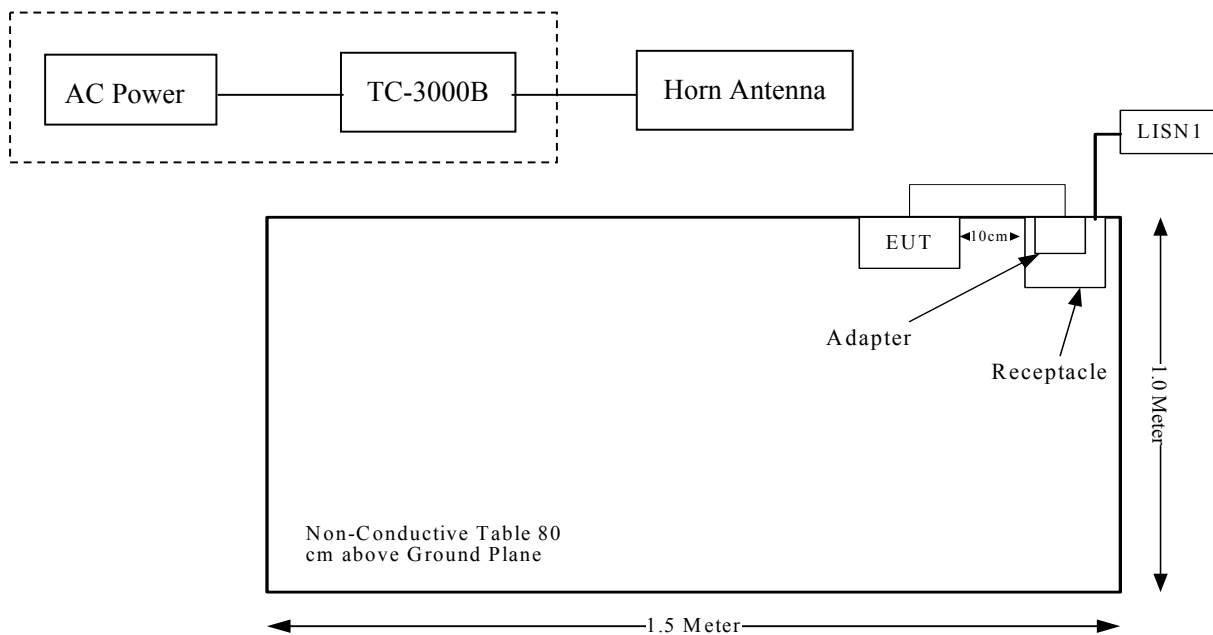 AC Power
TC-3000B
Horn Antenna
LISN1
EUT
10cm
Adapter
Receptacle
1.0 Meter
Non-Conductive Table 80
cm above Ground Plane
1.5 Meter